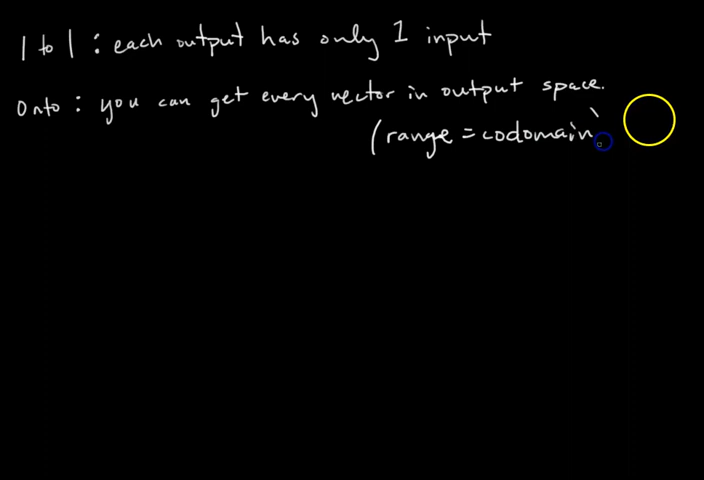 1 to 1 : each output has only 1 input
Onto : you can get every vector in output space.
(range = codomain